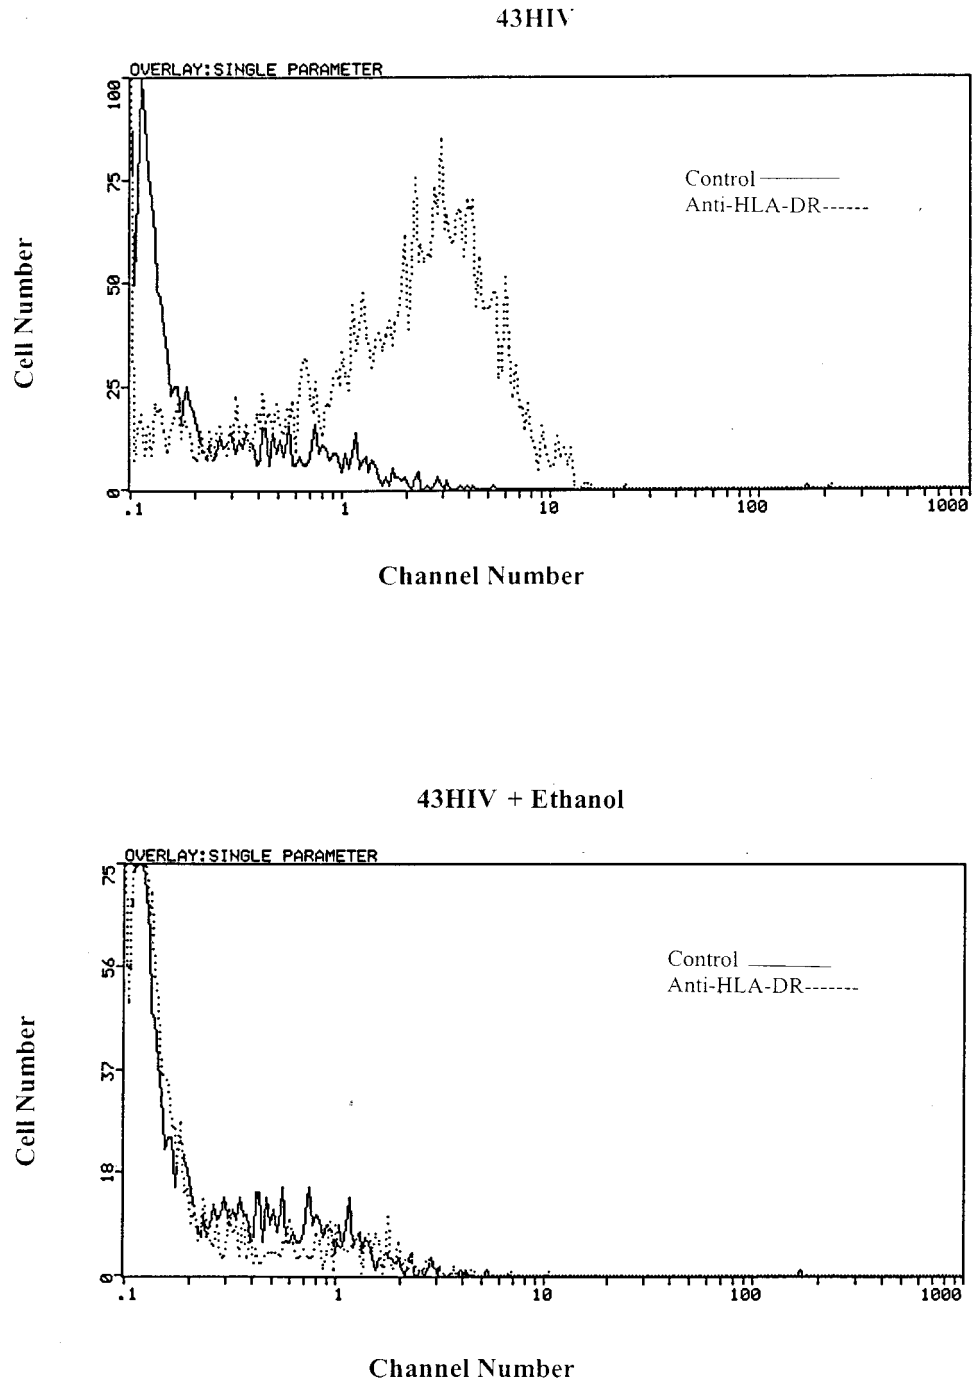 43HIV
OVERLAY:SINGLE PARAMETER
100
75
50
25
0
Cell Number
Control
Anti-HLA-DR------
.1 1 10 100 1000
Channel Number
43HIV + Ethanol
OVERLAY:SINGLE PARAMETER
75
56
37
18
0
Cell Number
Control
Anti-HLA-DR-------
.1 1 10 100 1000
Channel Number